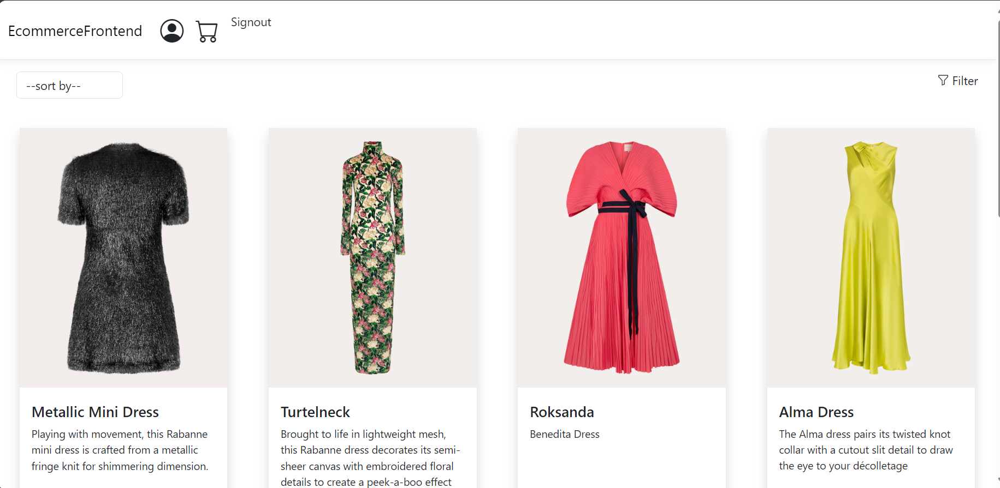 EcommerceFrontend
Signout
--sort by--
Filter
Metallic Mini Dress
Playing with movement, this Rabanne
mini dress is crafted from a metallic
fringe knit for shimmering dimension.
Turtelneck
Brought to life in lightweight mesh,
this Rabanne dress decorates its semi-
sheer canvas with embroidered floral
details to create a peek-a-boo effect
Roksanda
Benedita Dress
Alma Dress
The Alma dress pairs its twisted knot
collar with a cutout slit detail to draw
the eye to your décolletage